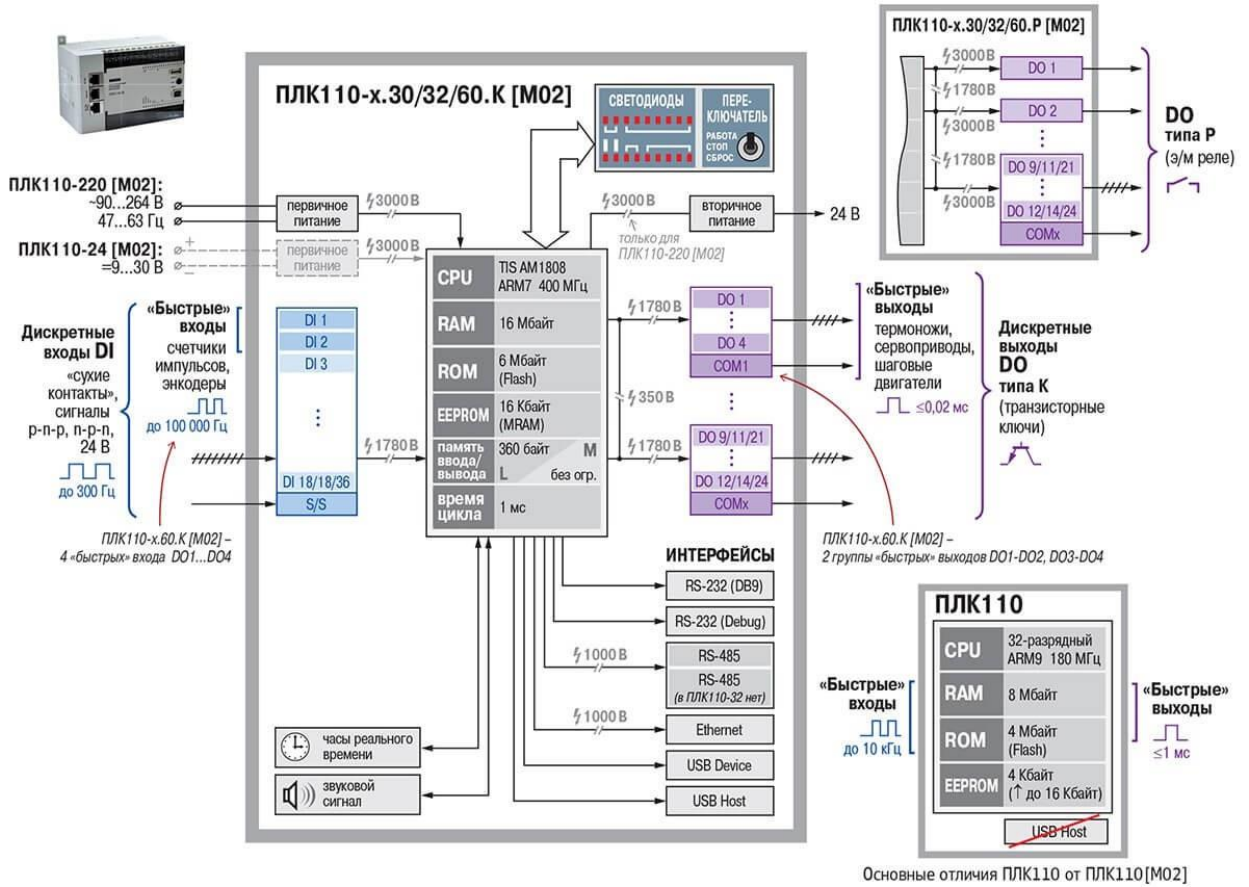 ПЛК110-х.30/32/60.К [М02]
СВЕТОДИОДЫ
ПЕРЕ-
КЛЮЧАТЕЛЬ
РАБОТА
СТОП
СБРОС
ПЛК110-х.30/32/60.Р [М02]
3000 В
DO 1
1780 В
DO 2
3000 В
1780 В
DO 9/11/21
3000 В
DO 12/14/24
COMx
DO
типа Р
(э/м реле)
ПЛК110-220 [М02]:
~90...264 В
47...63 Гц
первичное
питание
3000 В
ПЛК110-24 [М02]:
=9...30 В
+
–
первичное
питание
3000 В
3000 В
вторичное
питание
24 В
только для
ПЛК110-220 [М02]
CPU
TIS AM1808
ARM7 400 МГц
RAM
16 Мбайт
ROM
6 Мбайт
(Flash)
EEPROM
16 Кбайт
(MRAM)
память
ввода/
вывода
360 байт
M
L
без огр.
время
цикла
1 мс
Дискретные
входы DI
«сухие
контакты»,
сигналы
p-n-p, n-p-n,
24 В
до 300 Гц
«Быстрые»
входы
счетчики
импульсов,
энкодеры
до 100 000 Гц
DI 1
DI 2
DI 3
DI 18/18/36
S/S
1780 В
ПЛК110-х.60.К [М02] –
4 «быстрых» входа DO1...DO4
1780 В
DO 1
DO 4
COM1
350 В
1780 В
DO 9/11/21
DO 12/14/24
COMx
«Быстрые»
выходы
термоножи,
сервоприводы,
шаговые
двигатели
≤0,02 мс
Дискретные
выходы
DO
типа К
(транзисторные
ключи)
ПЛК110-х.60.К [М02] –
2 группы «быстрых» выходов DO1-DO2, DO3-DO4
ИНТЕРФЕЙСЫ
RS-232 (DB9)
RS-232 (Debug)
1000 В
RS-485
RS-485
(в ПЛК110-32 нет)
1000 В
Ethernet
USB Device
USB Host
часы реального
времени
звуковой
сигнал
ПЛК110
CPU
32-разрядный
ARM9 180 МГц
RAM
8 Мбайт
ROM
4 Мбайт
(Flash)
EEPROM
4 Кбайт
(↑ до 16 Кбайт)
USB Host
«Быстрые»
входы
до 10 кГц
«Быстрые»
выходы
≤1 мс
Основные отличия ПЛК110 от ПЛК110[М02]